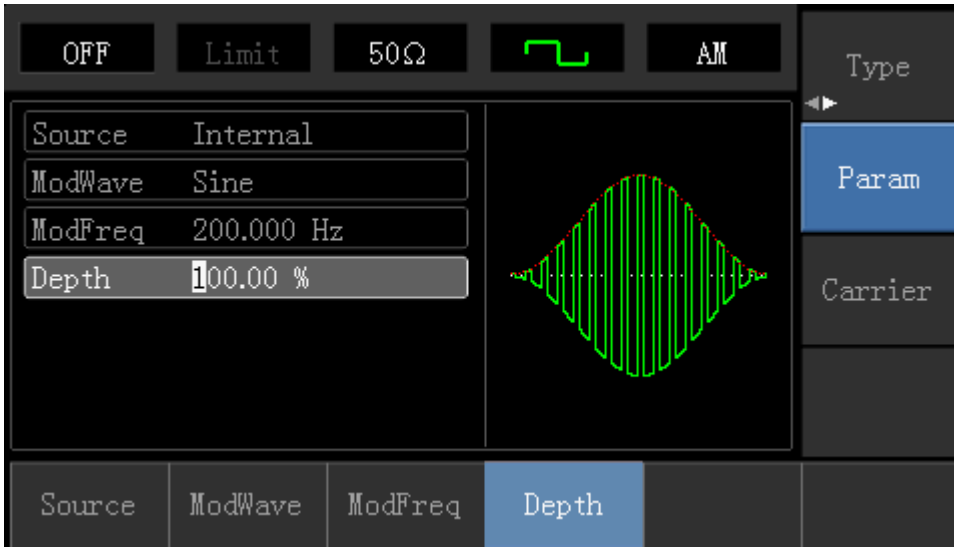 OFF Limit 50Ω AM
Type
Source Internal
ModWave Sine
ModFreq 200.000 Hz
Depth 100.00 %
Param
Carrier
Source ModWave ModFreq Depth